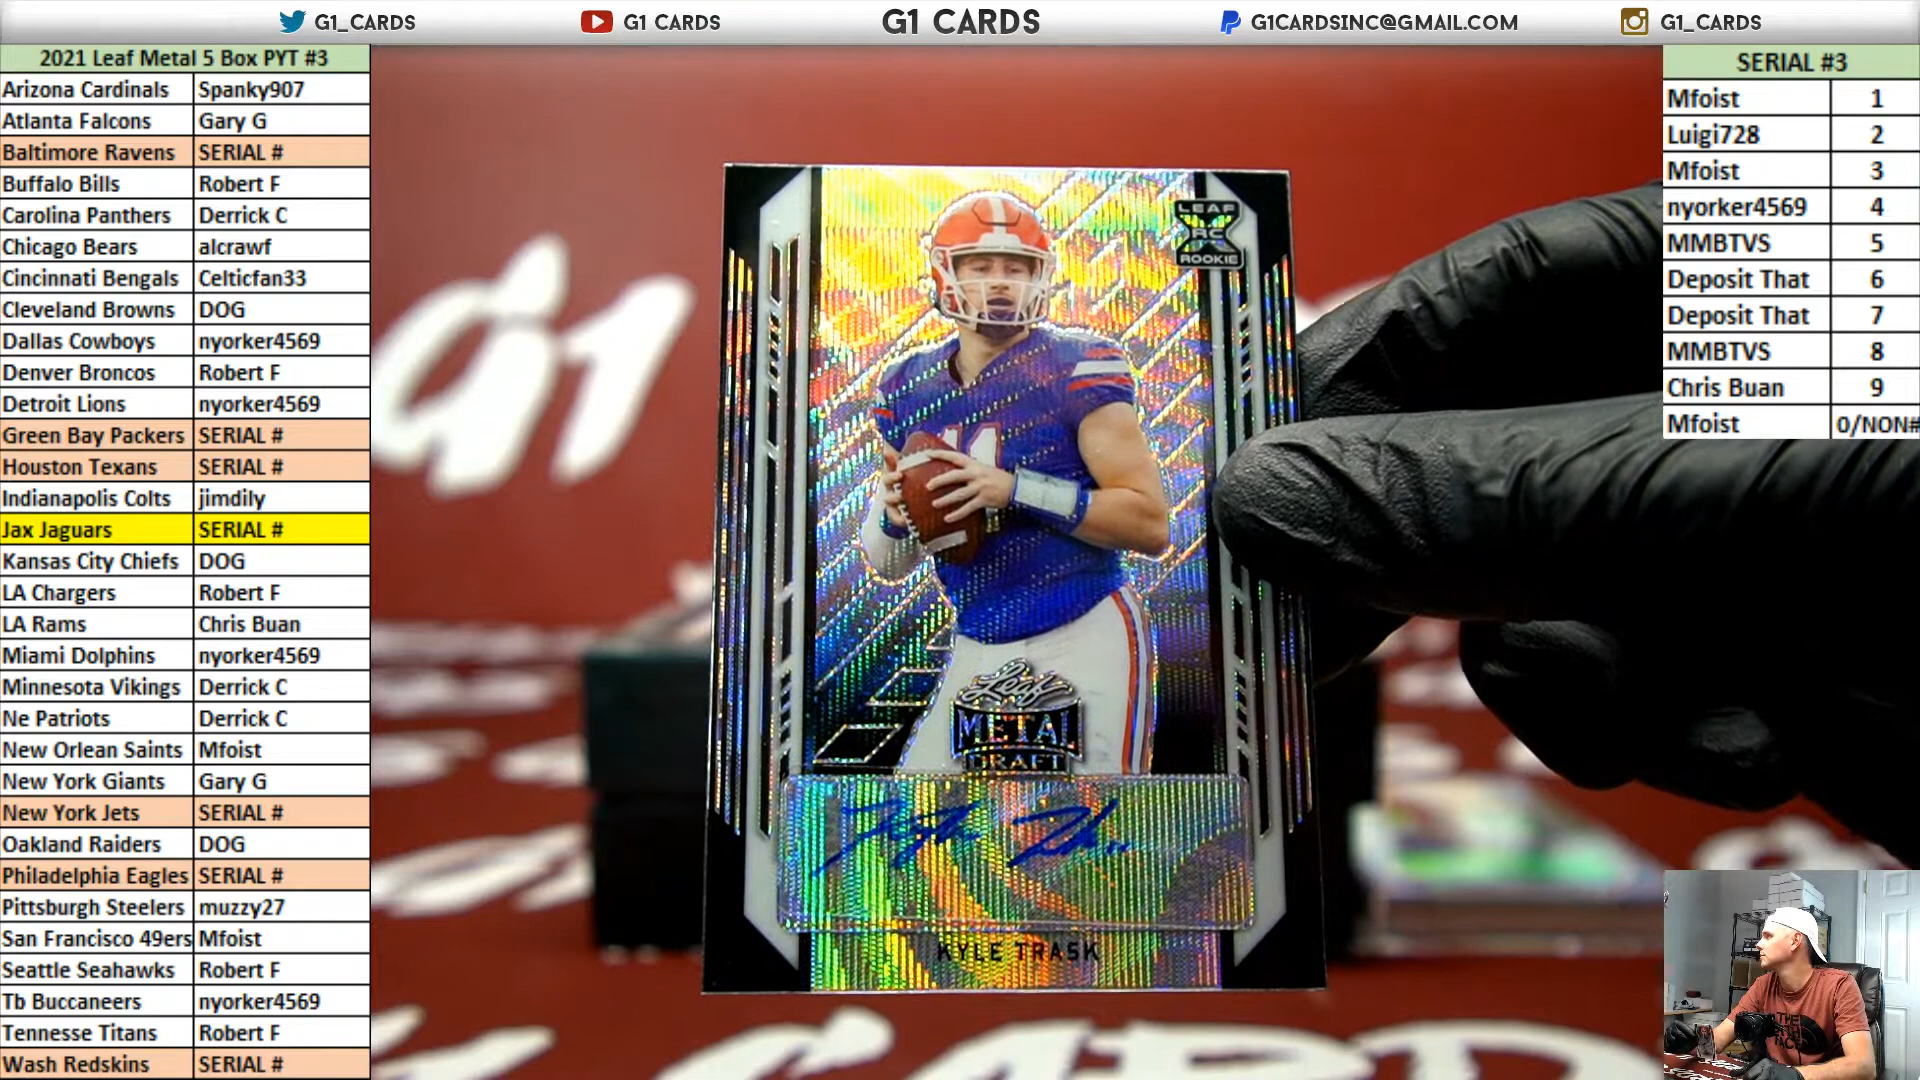 G1_CARDS
G1 CARDS
G1 CARDS
G1CARDSINC@GMAIL.COM
G1_CARDS
2021 Leaf Metal 5 Box PYT #3
Arizona Cardinals Spanky907
Atlanta Falcons Gary G
Baltimore Ravens SERIAL #
Buffalo Bills Robert F
Carolina Panthers Derrick C
Chicago Bears alcrawf
Cincinnati Bengals Celticfan33
Cleveland Browns DOG
Dallas Cowboys nyorker4569
Denver Broncos Robert F
Detroit Lions nyorker4569
Green Bay Packers SERIAL #
Houston Texans SERIAL #
Indianapolis Colts jimdily
Jax Jaguars SERIAL #
Kansas City Chiefs DOG
LA Chargers Robert F
LA Rams Chris Buan
Miami Dolphins nyorker4569
Minnesota Vikings Derrick C
Ne Patriots Derrick C
New Orlean Saints Mfoist
New York Giants Gary G
New York Jets SERIAL #
Oakland Raiders DOG
Philadelphia Eagles SERIAL #
Pittsburgh Steelers muzzy27
San Francisco 49ers Mfoist
Seattle Seahawks Robert F
Tb Buccaneers nyorker4569
Tennesse Titans Robert F
Wash Redskins SERIAL #
SERIAL #3
Mfoist 1
Luigi728 2
Mfoist 3
nyorker4569 4
MMBTVS 5
Deposit That 6
Deposit That 7
MMBTVS 8
Chris Buan 9
Mfoist 0/NON#
G1
LEAF
RC
ROOKIE
11
Leaf
METAL
DRAFT
KYLE TRASK
THE
NORTH
FACE